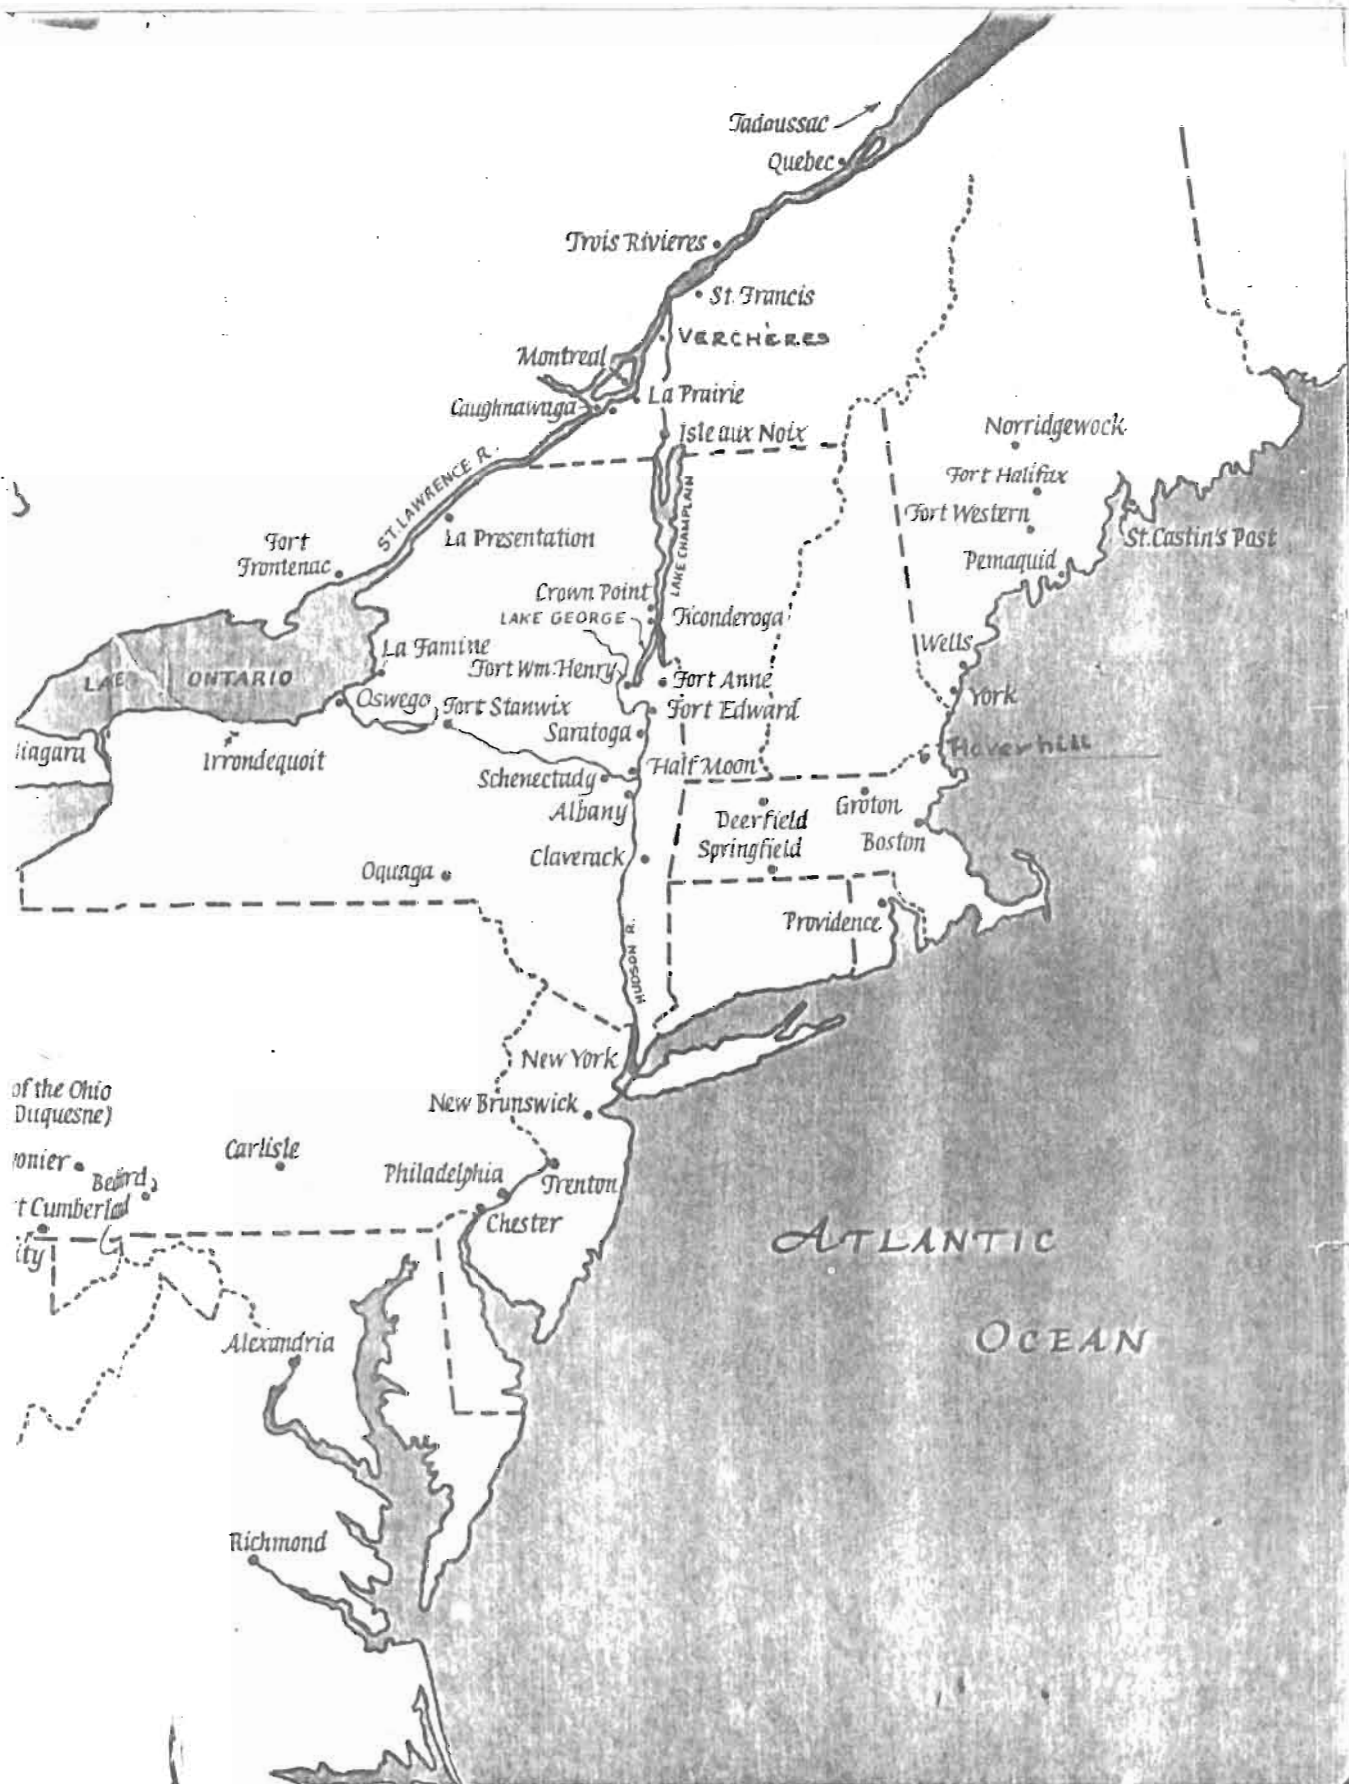 Tadoussac
Quebec
Trois Rivieres
St. Francis
VERCHÈRES
Montreal
La Prairie
Caughnawaga
Isle aux Noix
ST. LAWRENCE R.
LAKE CHAMPLAIN
Norridgewock
Fort Halifax
Fort Western
St. Castin's Post
Pemaquid
La Presentation
Fort
Frontenac
Crown Point
LAKE GEORGE
Ticonderoga
La Famine
Fort Wm. Henry
Fort Anne
Wells
York
ONTARIO
Oswego
Fort Stanwix
Fort Edward
Saratoga
Haverhill
iagara
Irrondequoit
Half Moon
Schenectady
Albany
Groton
Deerfield
Boston
Springfield
Claverack
Oquaga
Providence
HUDSON R.
New York
of the Ohio
Duquesne)
New Brunswick
Carlisle
onier
Philadelphia
Trenton
t Cumberland
Chester
ity
ATLANTIC
OCEAN
Alexandria
Richmond